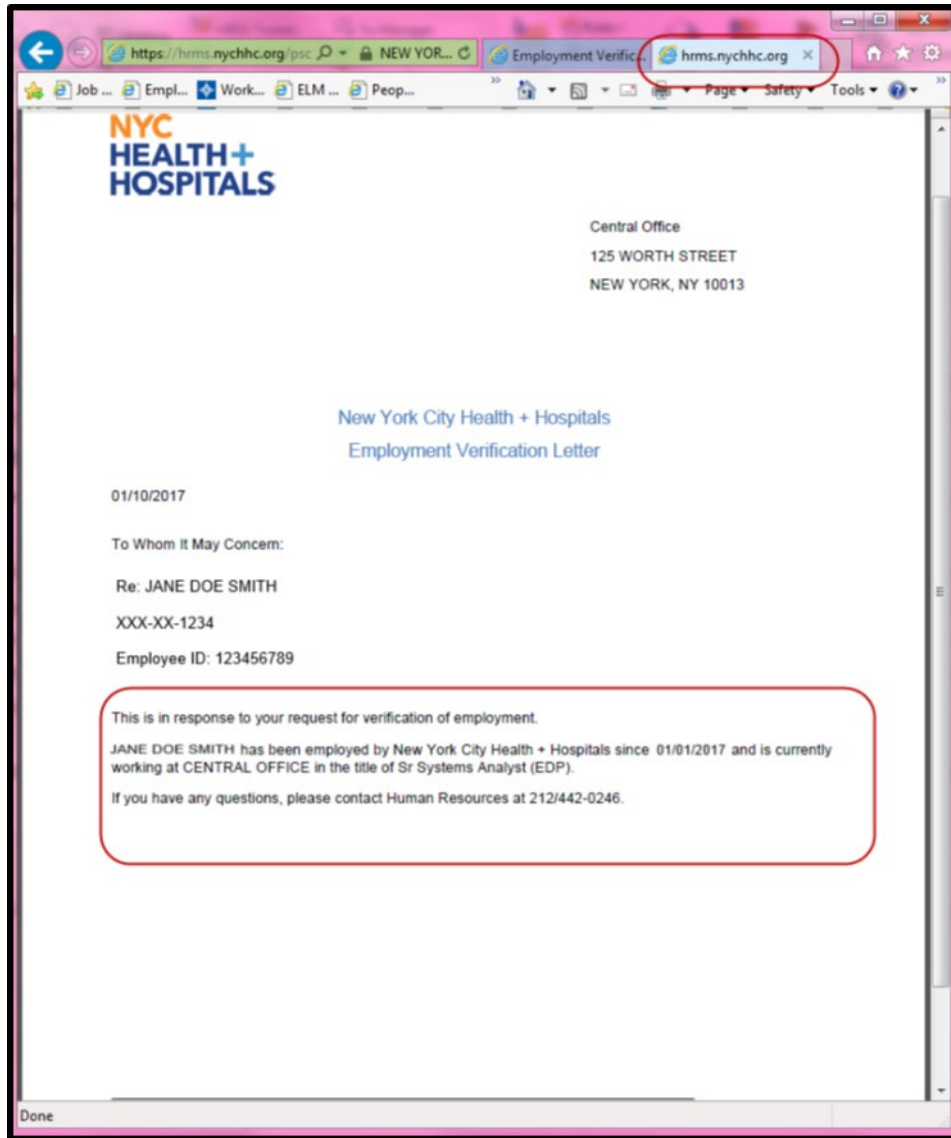 https://hrms.nychhc.org/psc
NEW YOR...
Employment Verific...
hrms.nychhc.org
Job ...
Empl...
Work...
ELM ...
Peop...
Page
Safety
Tools
NYC
HEALTH+
HOSPITALS
Central Office
125 WORTH STREET
NEW YORK, NY 10013
New York City Health + Hospitals
Employment Verification Letter
01/10/2017
To Whom It May Concern:
Re: JANE DOE SMITH
XXX-XX-1234
Employee ID: 123456789
This is in response to your request for verification of employment.
JANE DOE SMITH has been employed by New York City Health + Hospitals since 01/01/2017 and is currently
working at CENTRAL OFFICE in the title of Sr Systems Analyst (EDP).
If you have any questions, please contact Human Resources at 212/442-0246.
Done